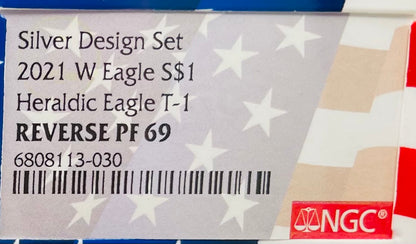 Silver Design Set
2021 W Eagle S$1
Heraldic Eagle T-1
REVERSE PF 69
6808113-030
NGC®